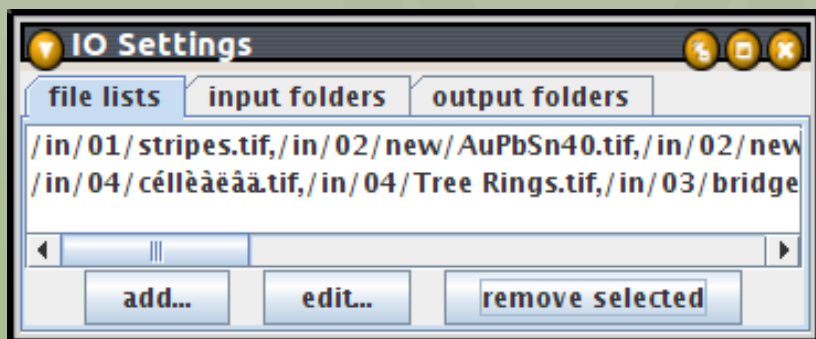 IO Settings
file lists input folders output folders
/in/01/stripes.tif,/in/02/new/AuPbSn40.tif,/in/02/new
/in/04/céllèàëâä.tif,/in/04/Tree Rings.tif,/in/03/bridge
add... edit... remove selected